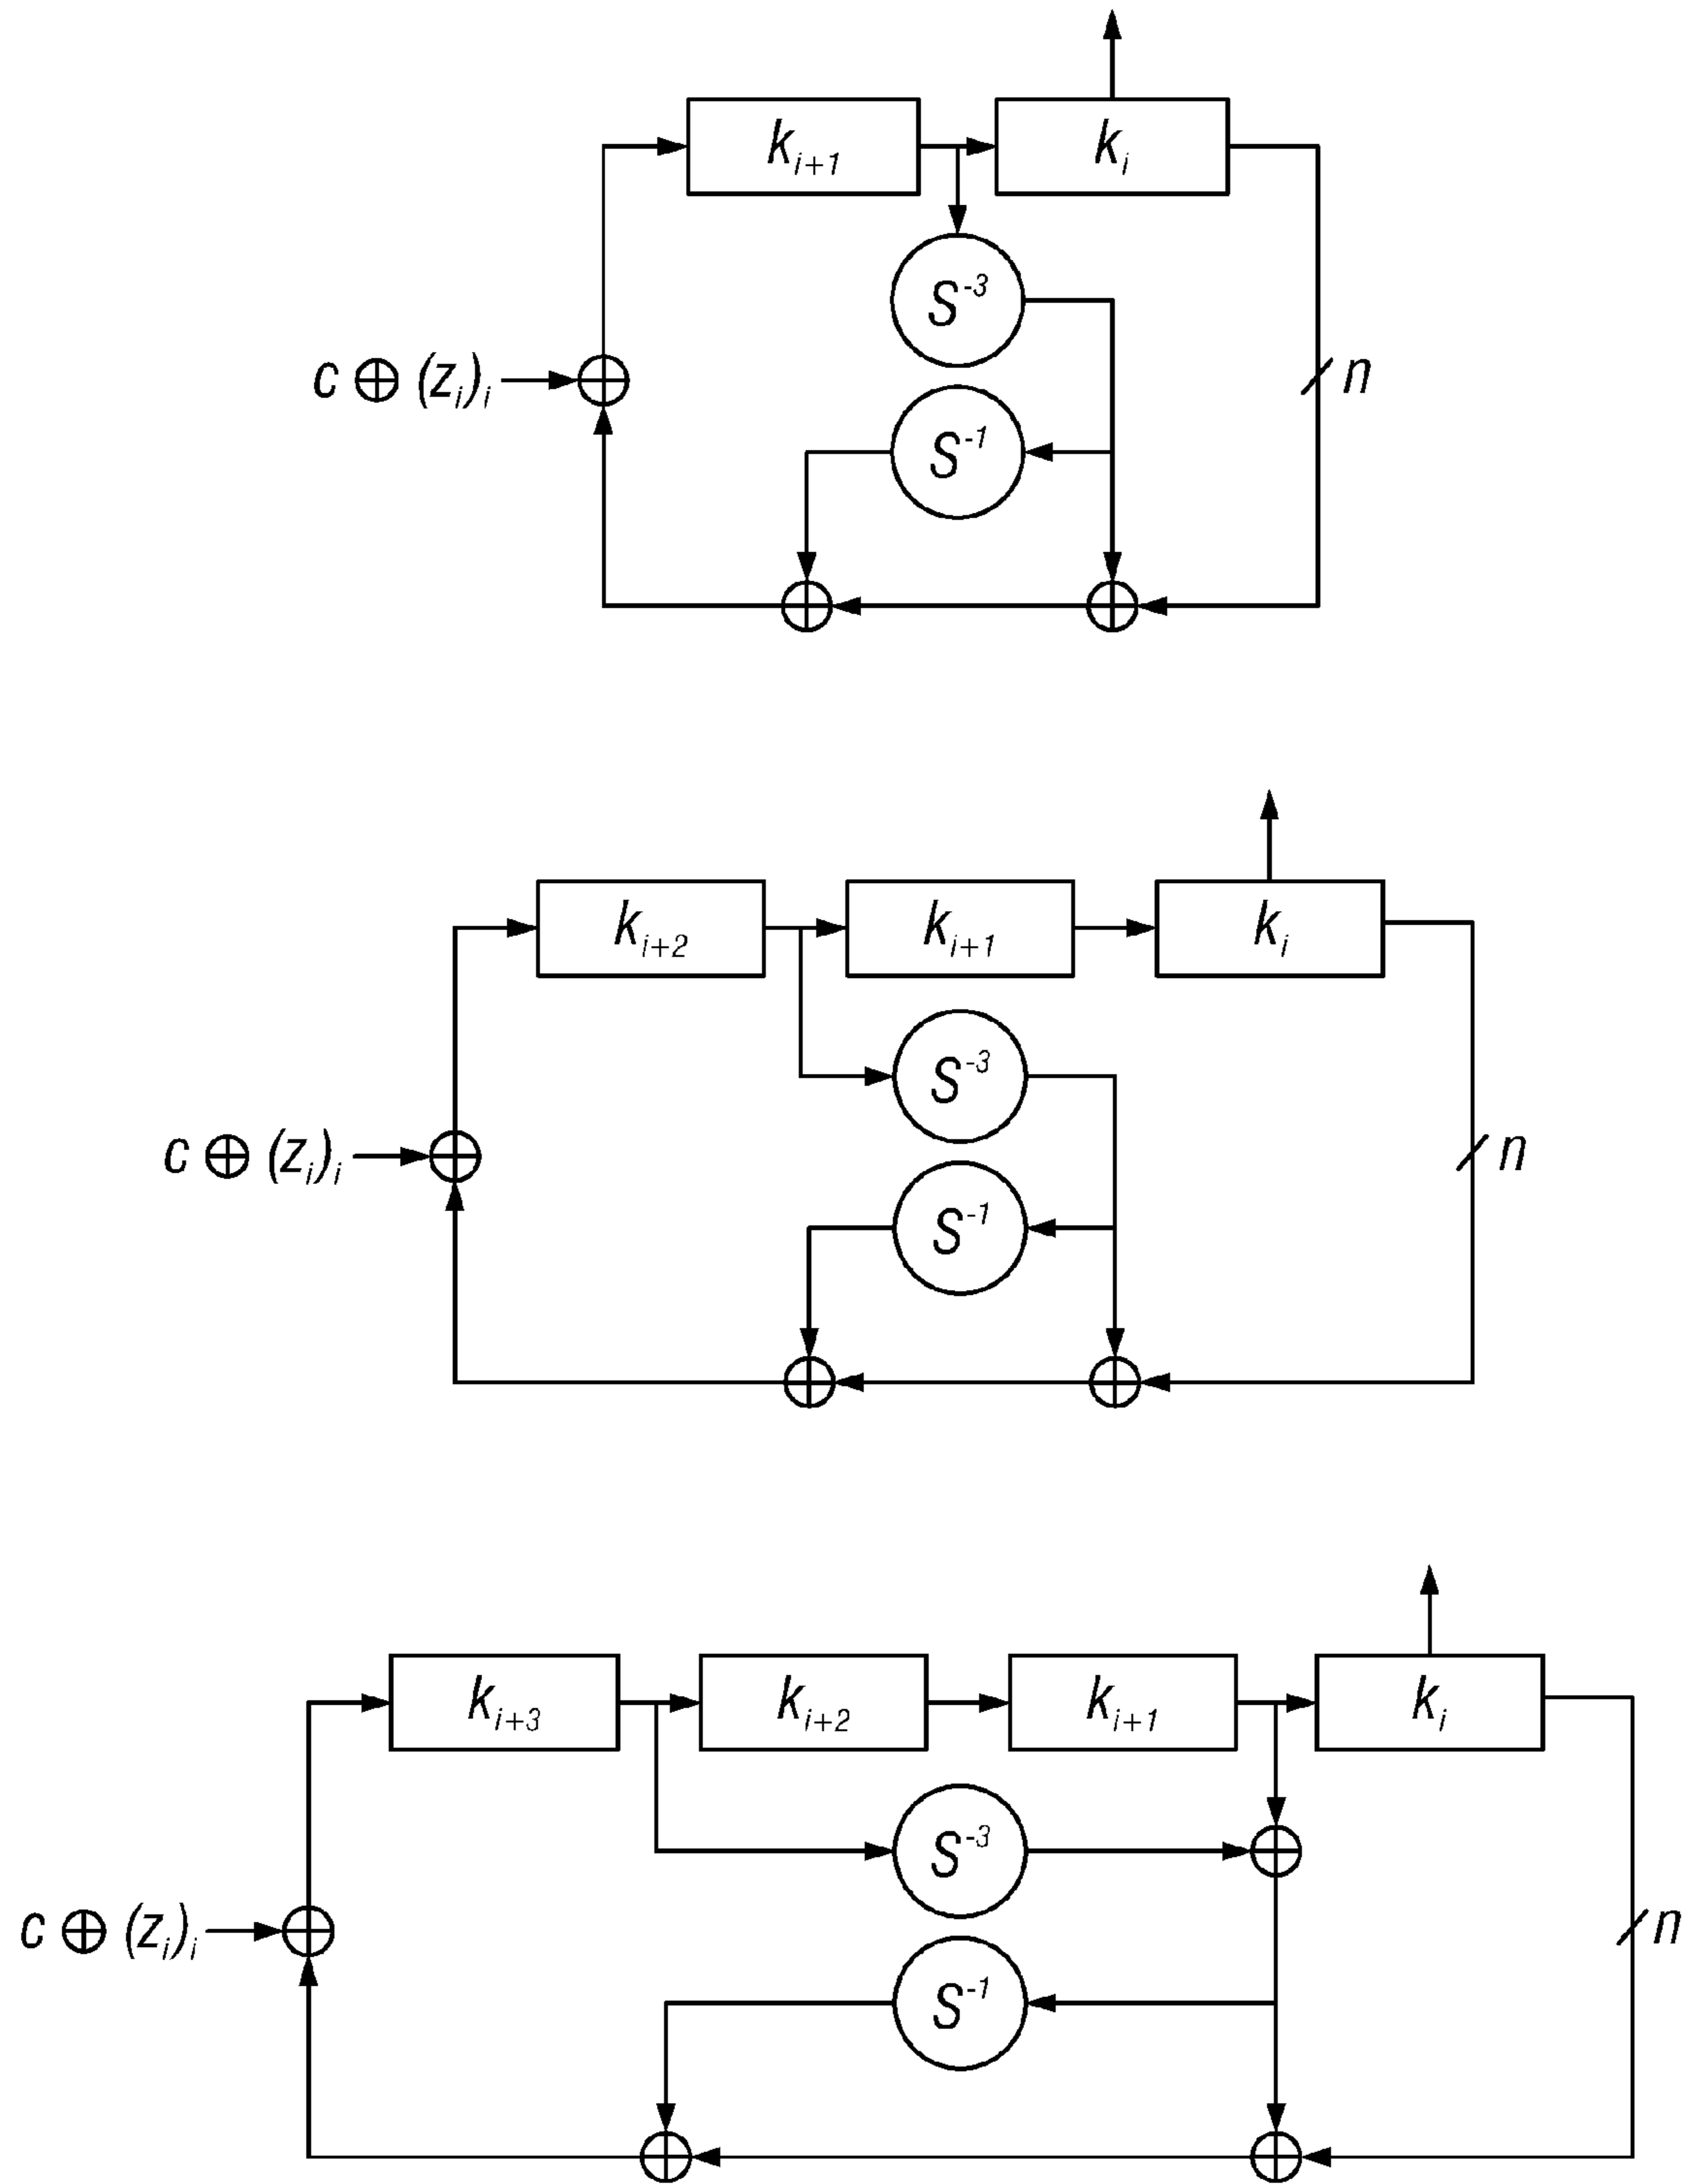 k_{i+1} k_i
S^{-3}
c ⊕ (z_i)_i n
S^{-1}
k_{i+2} k_{i+1} k_i
S^{-3}
c ⊕ (z_i)_i n
S^{-1}
k_{i+3} k_{i+2} k_{i+1} k_i
S^{-3}
c ⊕ (z_i)_i n
S^{-1}